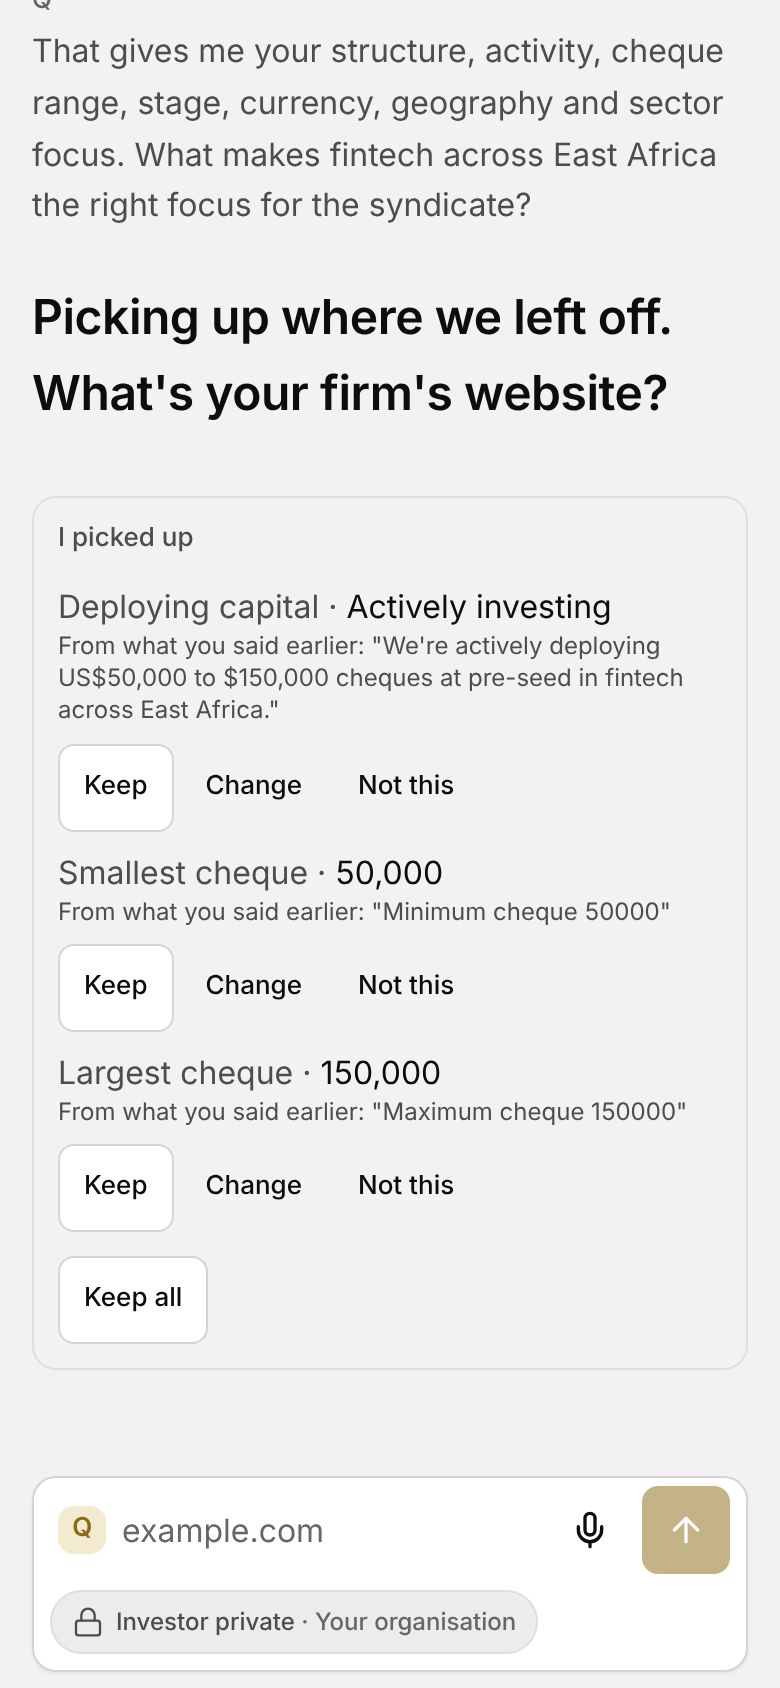 Q
That gives me your structure, activity, cheque
range, stage, currency, geography and sector
focus. What makes fintech across East Africa
the right focus for the syndicate?
Picking up where we left off.
What's your firm's website?
I picked up
Deploying capital · Actively investing
From what you said earlier: "We're actively deploying
US$50,000 to $150,000 cheques at pre-seed in fintech
across East Africa."
Keep Change Not this
Smallest cheque · 50,000
From what you said earlier: "Minimum cheque 50000"
Keep Change Not this
Largest cheque · 150,000
From what you said earlier: "Maximum cheque 150000"
Keep Change Not this
Keep all
Q example.com
Investor private · Your organisation